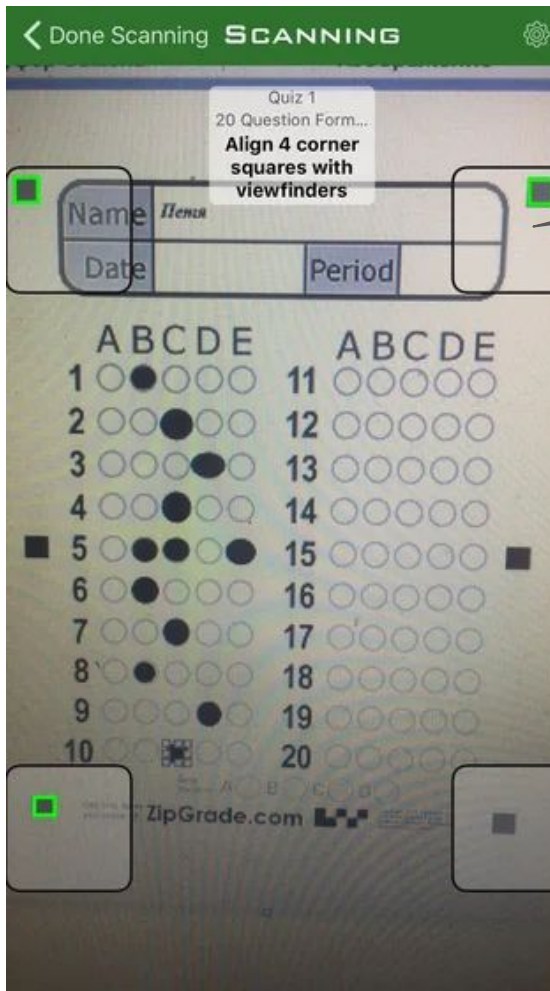 Done Scanning SCANNING
Quiz 1
20 Question Form...
Align 4 corner
squares with
viewfinders
Name Петя
Date Period
A B C D E A B C D E
1 11
2 12
3 13
4 14
5 15
6 16
7 17
8 18
9 19
10 20
A B C D
ZipGrade.com